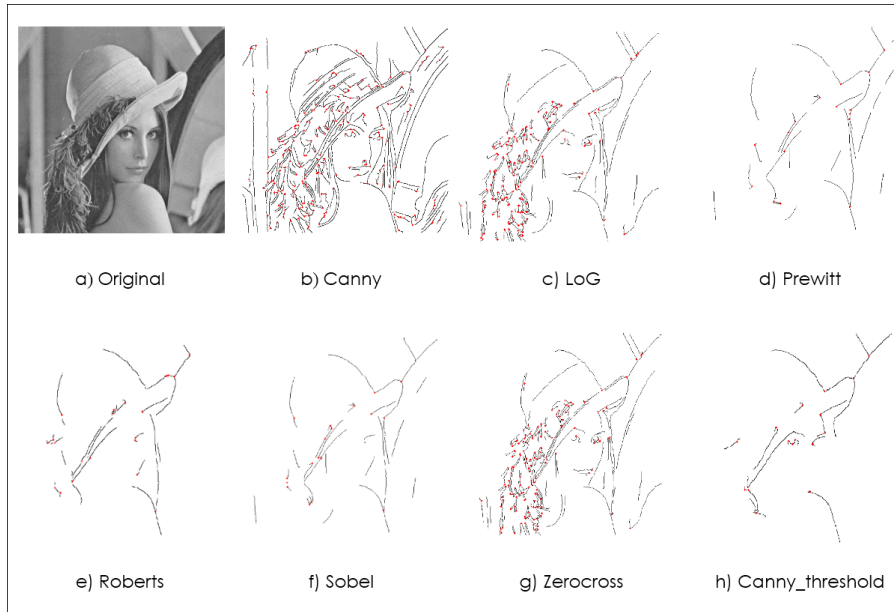 a) Original
b) Canny
c) LoG
d) Prewitt
e) Roberts
f) Sobel
g) Zerocross
h) Canny_threshold